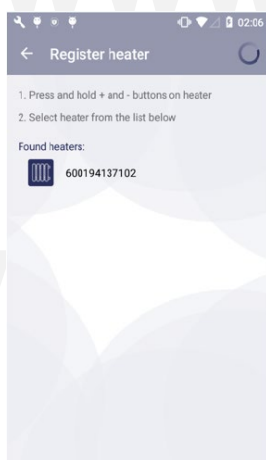 02:06
Register heater
1. Press and hold + and - buttons on heater
2. Select heater from the list below
Found heaters:
600194137102